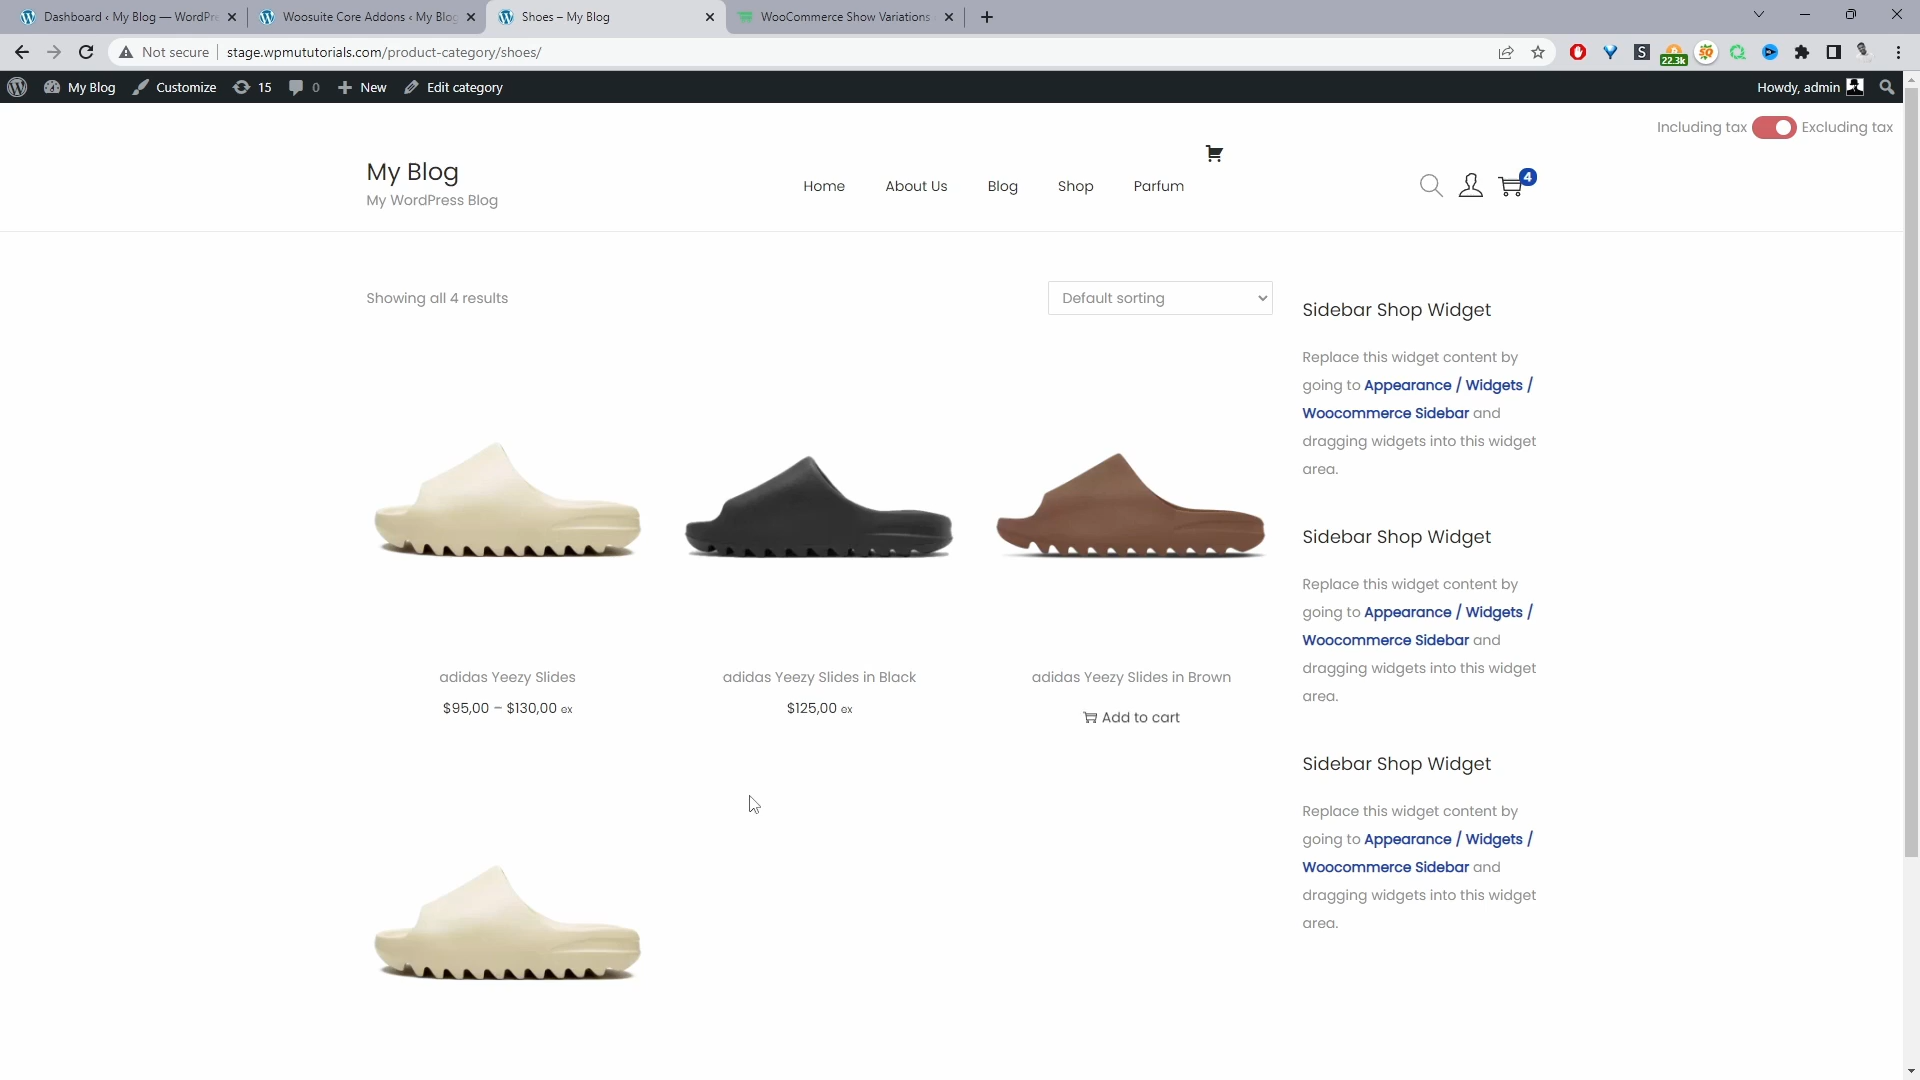 Dashboard ‹ My Blog — WordPre
Woosuite Core Addons ‹ My Blog
Shoes – My Blog
WooCommerce Show Variations
Not secure
stage.wpmututorials.com/product-category/shoes/
22.3k
My Blog
Customize
15
0
New
Edit category
Howdy, admin
Including tax
Excluding tax
My Blog
My WordPress Blog
Home
About Us
Blog
Shop
Parfum
4
Showing all 4 results
Default sorting
adidas Yeezy Slides
$95,00 – $130,00 ex
adidas Yeezy Slides in Black
$125,00 ex
adidas Yeezy Slides in Brown
Add to cart
Sidebar Shop Widget
Replace this widget content by
going to Appearance / Widgets /
Woocommerce Sidebar and
dragging widgets into this widget
area.
Sidebar Shop Widget
Replace this widget content by
going to Appearance / Widgets /
Woocommerce Sidebar and
dragging widgets into this widget
area.
Sidebar Shop Widget
Replace this widget content by
going to Appearance / Widgets /
Woocommerce Sidebar and
dragging widgets into this widget
area.